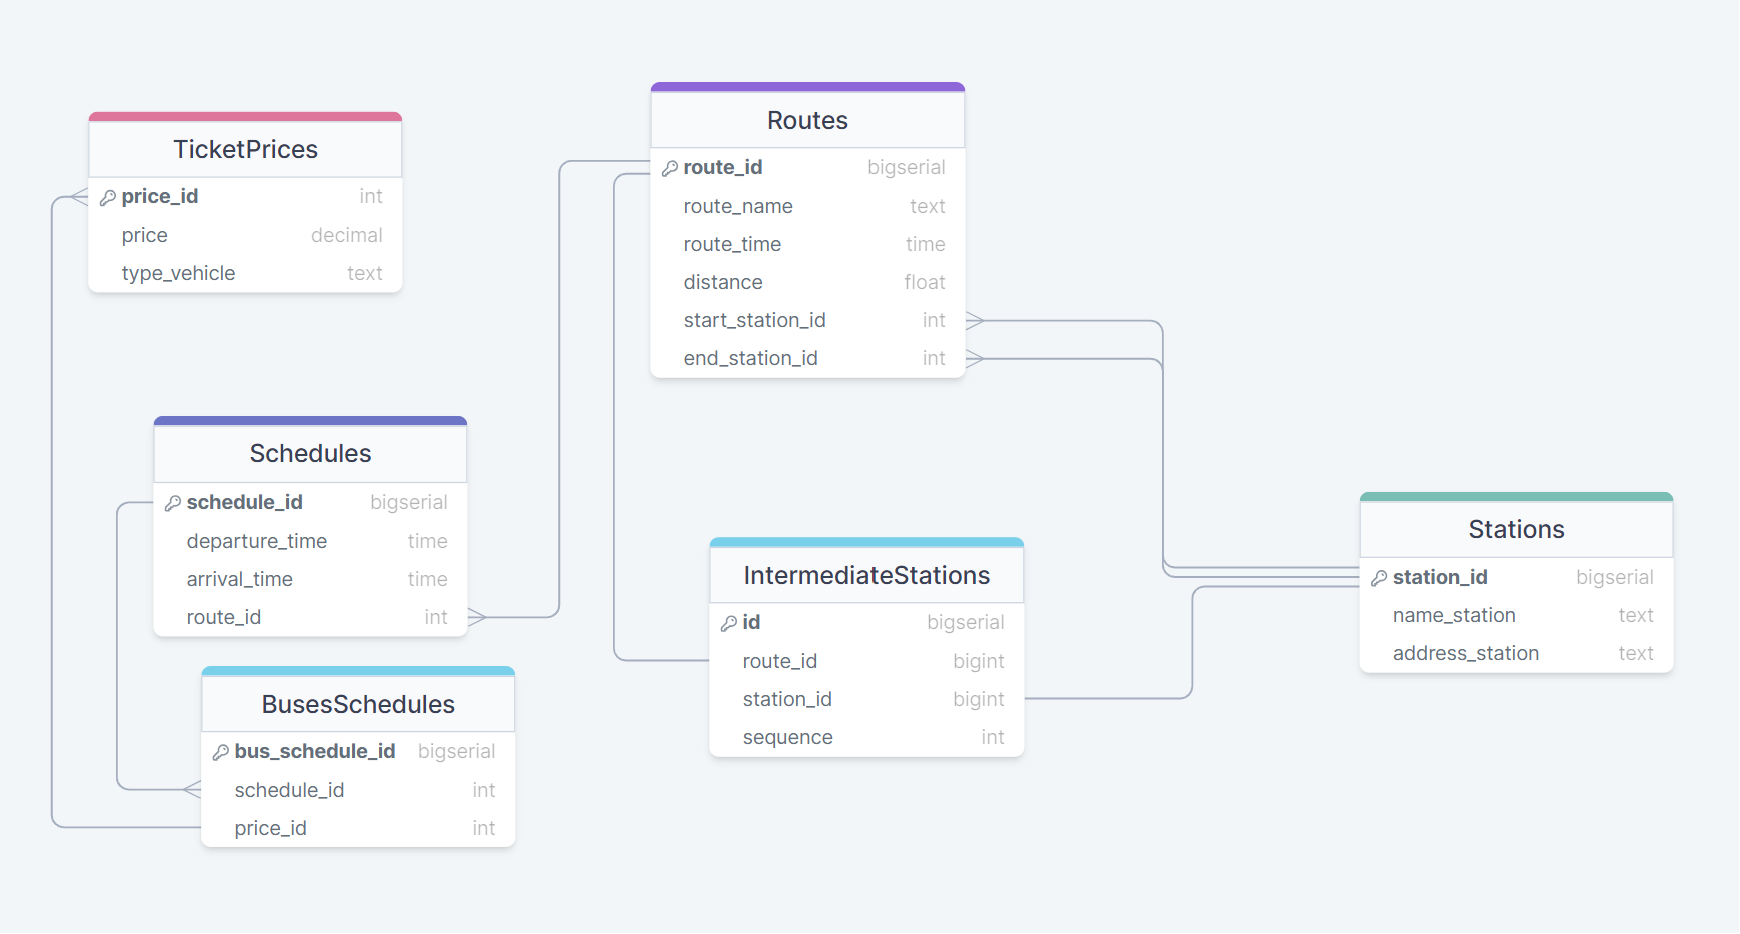 TicketPrices
price_id int
price decimal
type_vehicle text
Routes
route_id bigserial
route_name text
route_time time
distance float
start_station_id int
end_station_id int
Schedules
schedule_id bigserial
departure_time time
arrival_time time
route_id int
BusesSchedules
bus_schedule_id bigserial
schedule_id int
price_id int
IntermediateStations
id bigserial
route_id bigint
station_id bigint
sequence int
Stations
station_id bigserial
name_station text
address_station text